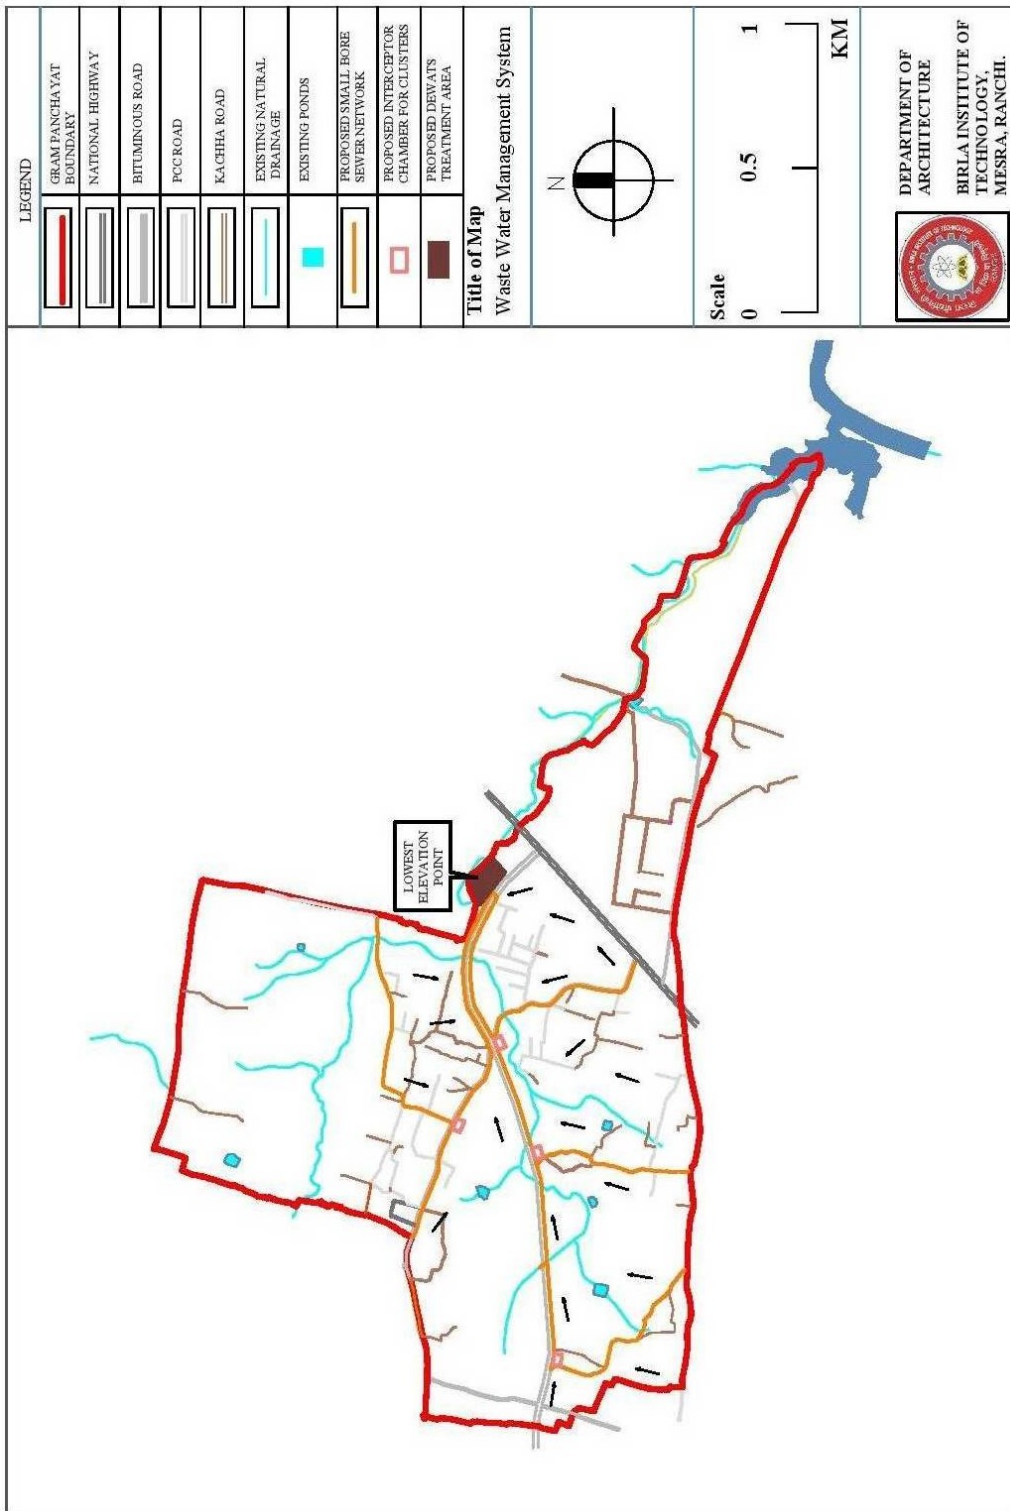 LEGEND
GRAM PANCHAYAT
BOUNDARY
NATIONAL HIGHWAY
BITUMINOUS ROAD
PCC ROAD
KACHHA ROAD
EXISTING NATURAL
DRAINAGE
EXISTING PONDS
PROPOSED SMALL BORE
SEWER NETWORK
PROPOSED INTERCEPTOR
CHAMBER FOR CLUSTERS
PROPOSED DEWATS
TREATMENT AREA
Title of Map
Waste Water Management System
N
Scale
0
0.5
1
KM
DEPARTMENT OF
ARCHITECTURE
BIRLA INSTITUTE OF
TECHNOLOGY,
MESRA, RANCHI.
LOWEST
ELEVATION
POINT